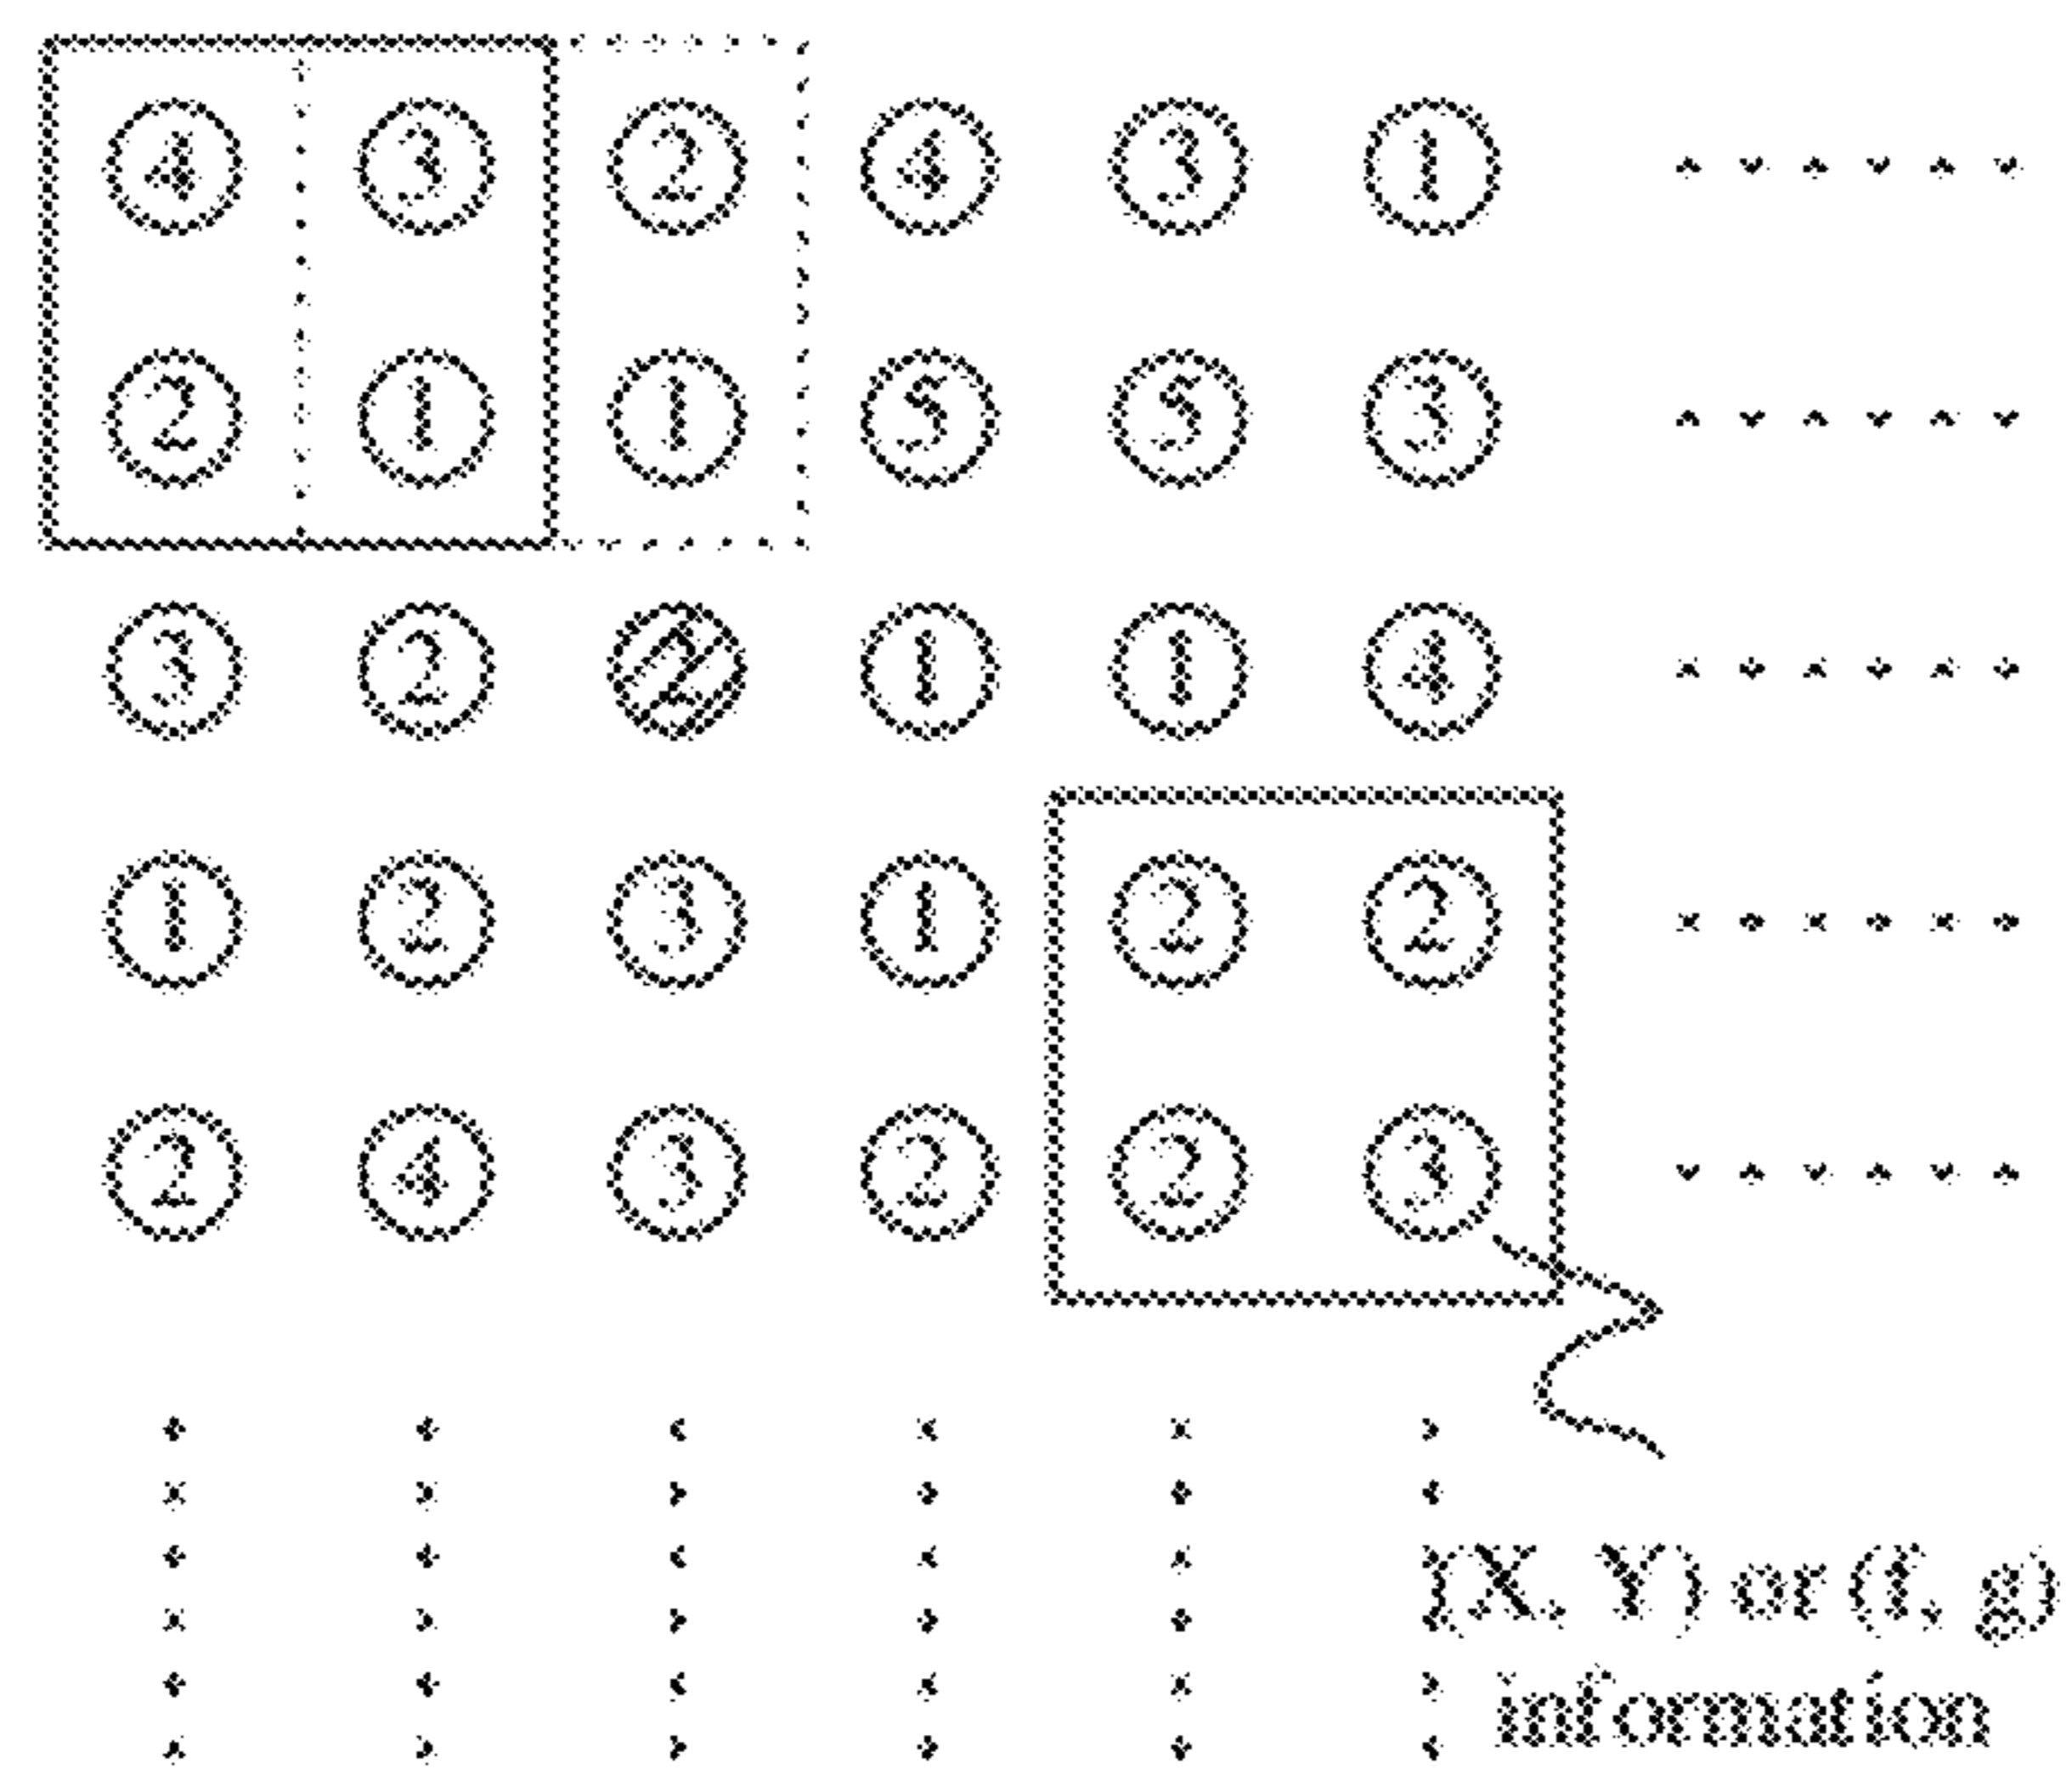 ④ ③ ② ④ ③ ①
② ① ① ⑤ ⑤ ③
③ ② ② ① ① ④
① ② ③ ① ② ②
② ④ ③ ② ② ③
(X, Y) or (f, g)
information